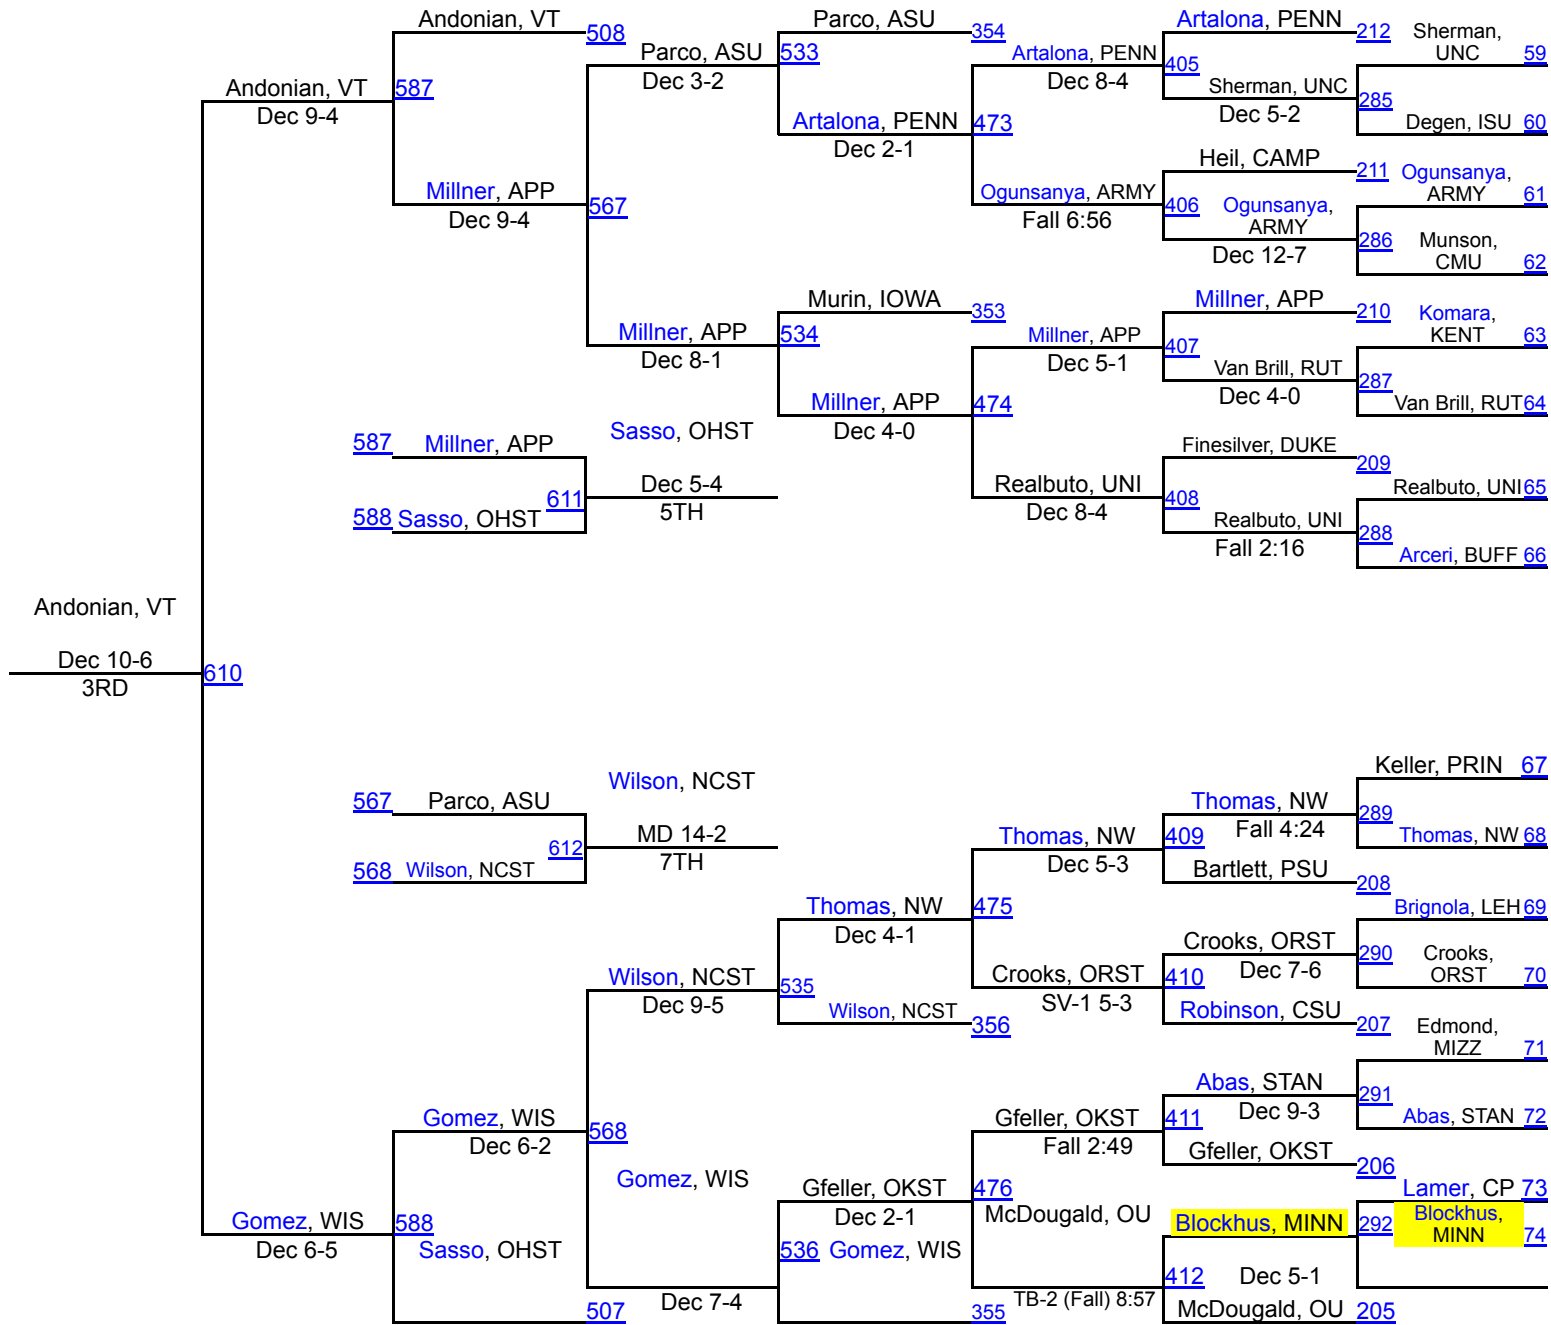 Andonian, VT
508
Parco, ASU
Dec 3-2
533
Parco, ASU
354
Artalona, PENN
Dec 8-4
405
Artalona, PENN
212
Sherman,
UNC
59
Andonian, VT
Dec 9-4
587
Sherman, UNC
Dec 5-2
285
Degen, ISU
60
Artalona, PENN
Dec 2-1
473
Heil, CAMP
211
Ogunsanya,
ARMY
61
Millner, APP
Dec 9-4
567
Ogunsanya, ARMY
Fall 6:56
406
Ogunsanya,
ARMY
Dec 12-7
286
Munson,
CMU
62
Murin, IOWA
353
Millner, APP
210
Komara,
KENT
63
Millner, APP
Dec 8-1
534
Millner, APP
Dec 5-1
407
Van Brill, RUT
Dec 4-0
287
Van Brill, RUT
64
Millner, APP
Dec 4-0
474
587
Millner, APP
Sasso, OHST
Finesilver, DUKE
209
Realbuto, UNI
65
588
Sasso, OHST
611
Dec 5-4
5TH
Realbuto, UNI
Dec 8-4
408
Realbuto, UNI
Fall 2:16
288
Arceri, BUFF
66
Andonian, VT
Dec 10-6
3RD
610
Keller, PRIN
67
567
Parco, ASU
Wilson, NCST
Thomas, NW
Fall 4:24
289
Thomas, NW
68
568
Wilson, NCST
612
MD 14-2
7TH
Thomas, NW
Dec 5-3
409
Bartlett, PSU
208
Thomas, NW
Dec 4-1
475
Brignola, LEH
69
Wilson, NCST
Dec 9-5
535
Crooks, ORST
SV-1 5-3
410
Crooks, ORST
Dec 7-6
290
Crooks,
ORST
70
Wilson, NCST
356
Robinson, CSU
207
Edmond,
MIZZ
71
Gomez, WIS
Dec 6-2
568
Gfeller, OKST
Fall 2:49
411
Abas, STAN
Dec 9-3
291
Abas, STAN
72
Gfeller, OKST
206
Gomez, WIS
Gfeller, OKST
Dec 2-1
476
Lamer, CP
73
Gomez, WIS
Dec 6-5
588
McDougald, OU
Blockhus, MINN
292
Blockhus,
MINN
74
Sasso, OHST
536
Gomez, WIS
412
Dec 5-1
507
Dec 7-4
355
TB-2 (Fall) 8:57
McDougald, OU
205